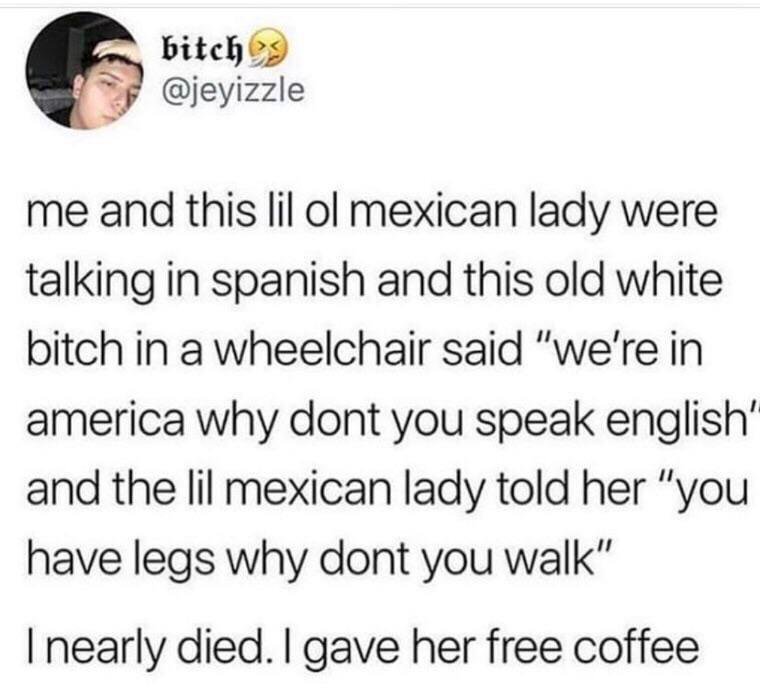 bitch🤧
@jeyizzle
me and this lil ol mexican lady were
talking in spanish and this old white
bitch in a wheelchair said "we're in
america why dont you speak english"
and the lil mexican lady told her "you
have legs why dont you walk"
I nearly died. I gave her free coffee